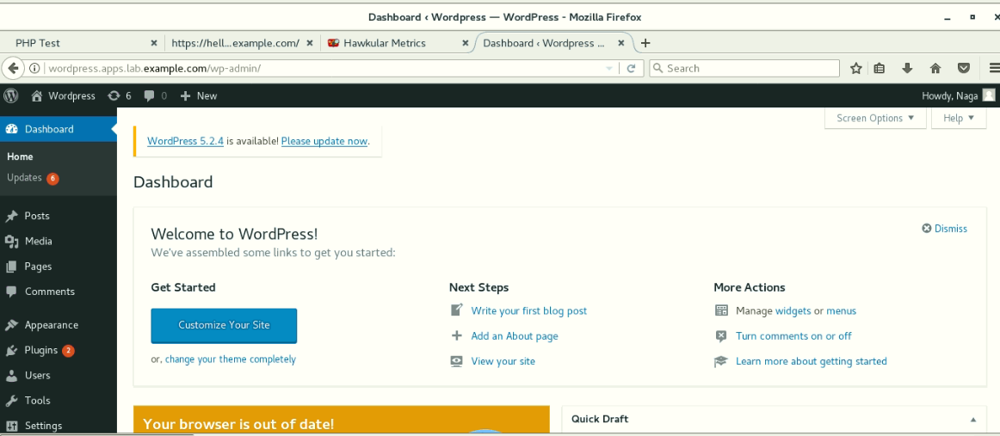 Dashboard ‹ Wordpress — WordPress - Mozilla Firefox
PHP Test
https://hell...example.com/
Hawkular Metrics
Dashboard ‹ Wordpress ...
wordpress.apps.lab.example.com/wp-admin/
Search
Wordpress 6 0 New
Howdy, Naga
Dashboard
Home
Updates 6
Posts
Media
Pages
Comments
Appearance
Plugins 2
Users
Tools
Settings
Screen Options
Help
WordPress 5.2.4 is available! Please update now.
Dashboard
Welcome to WordPress!
Dismiss
We've assembled some links to get you started:
Get Started
Customize Your Site
or, change your theme completely
Next Steps
Write your first blog post
Add an About page
View your site
More Actions
Manage widgets or menus
Turn comments on or off
Learn more about getting started
Your browser is out of date!
Quick Draft